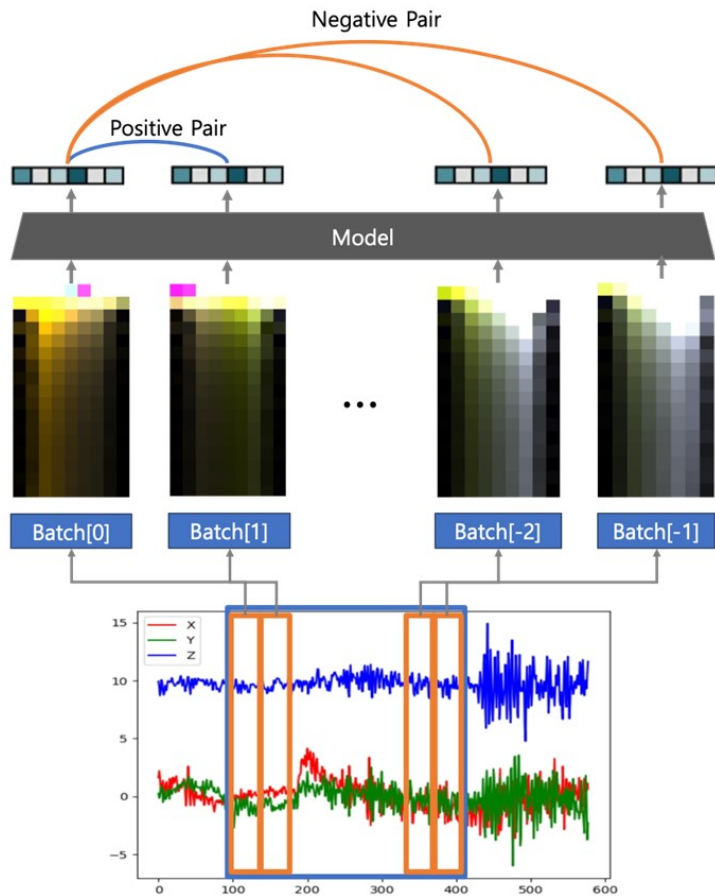 Negative Pair
Positive Pair
Model
...
Batch[0] Batch[1] Batch[-2] Batch[-1]
15
X
Y
Z
10
5
0
-5
0 100 200 300 400 500 600